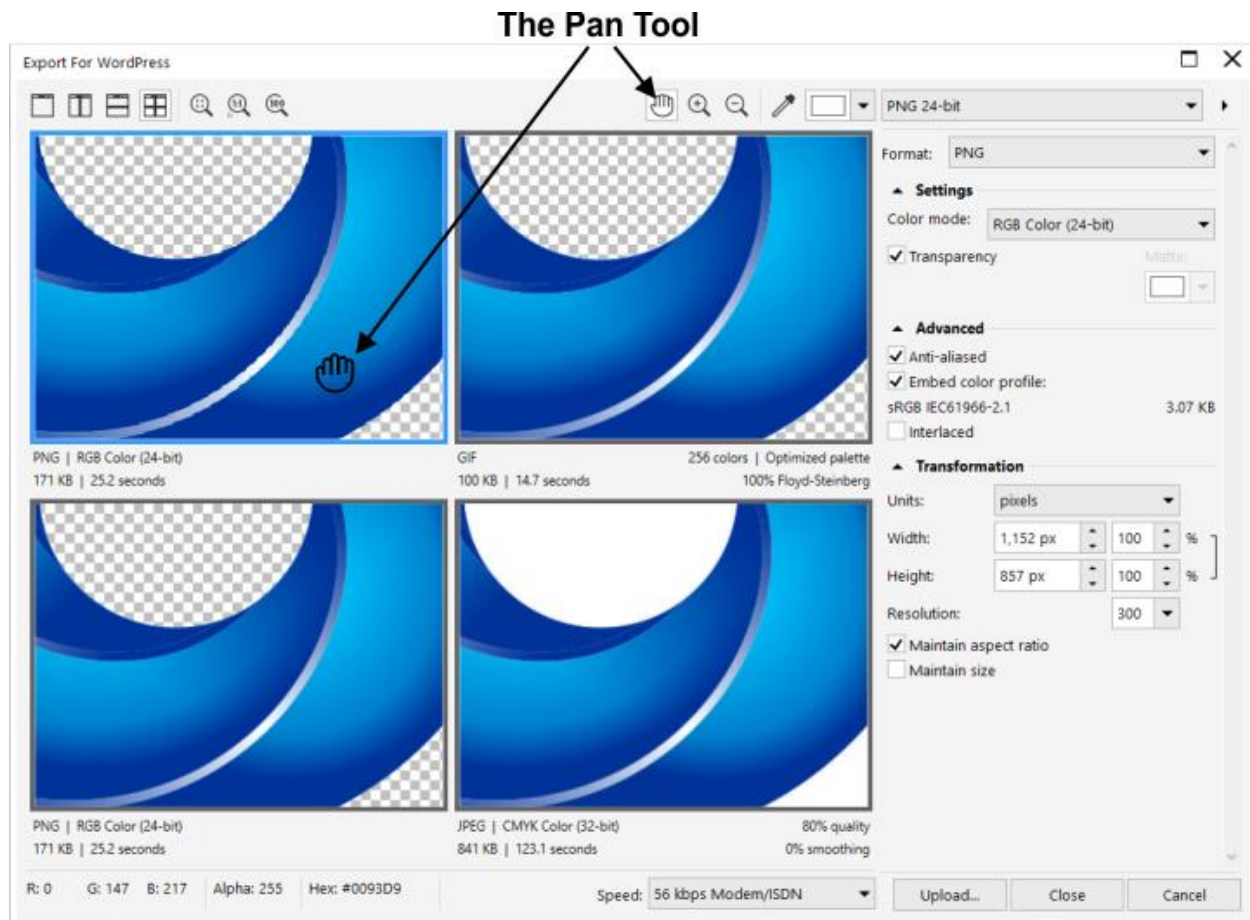 The Pan Tool
Export For WordPress
PNG 24-bit
Format: PNG
Settings
Color mode: RGB Color (24-bit)
Transparency Matte:
Advanced
Anti-aliased
Embed color profile:
sRGB IEC61966-2.1 3.07 KB
Interlaced
Transformation
Units: pixels
Width: 1,152 px 100 %
Height: 857 px 100 %
Resolution: 300
Maintain aspect ratio
Maintain size
PNG | RGB Color (24-bit)
171 KB | 25.2 seconds
GIF 256 colors | Optimized palette
100 KB | 14.7 seconds 100% Floyd-Steinberg
PNG | RGB Color (24-bit)
171 KB | 25.2 seconds
JPEG | CMYK Color (32-bit) 80% quality
841 KB | 123.1 seconds 0% smoothing
R: 0 G: 147 B: 217 Alpha: 255 Hex: #0093D9
Speed: 56 kbps Modem/ISDN
Upload... Close Cancel